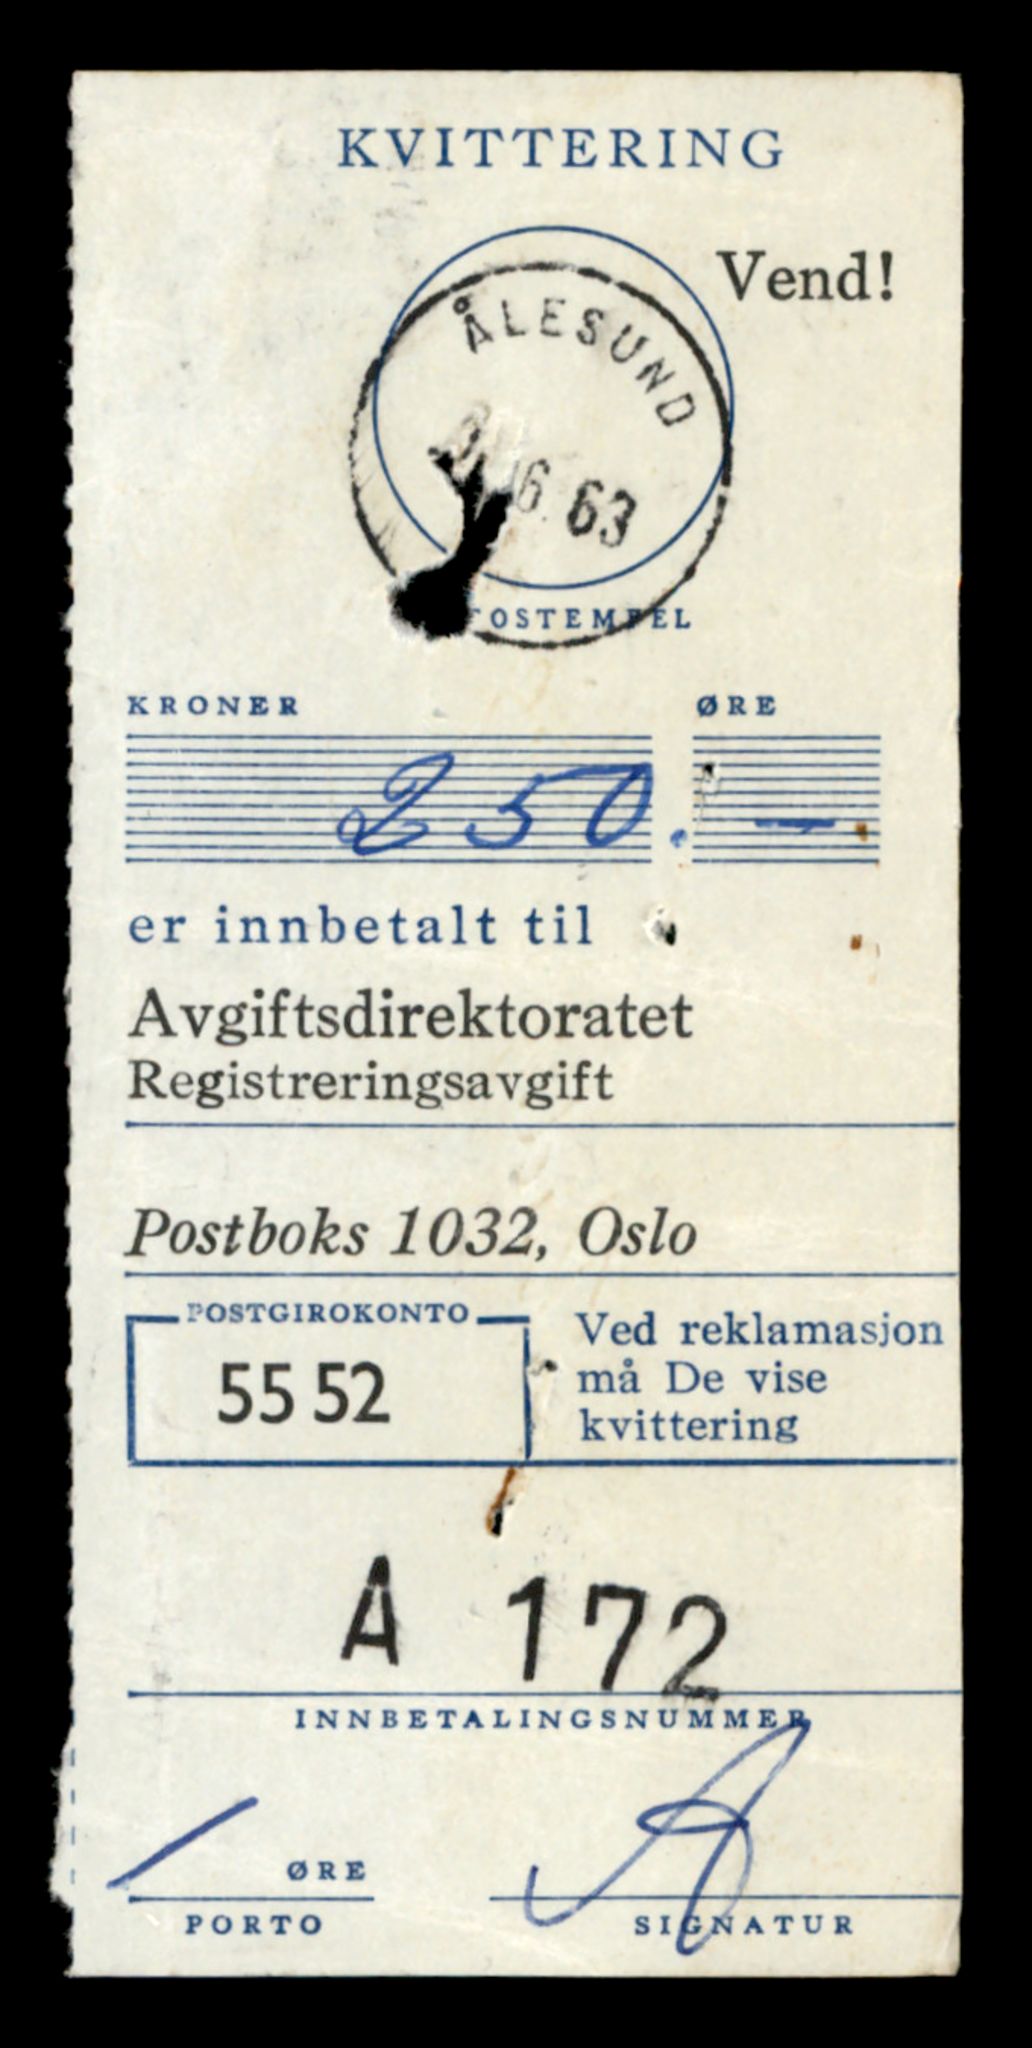 KVITTERING
Vend!
ÅLESUND
6 63
OSTEMPEL
KRONER ØRE
250. —
er innbetalt til
Avgiftsdirektoratet
Registreringsavgift
Postboks 1032, Oslo
POSTGIROKONTO
55 52
Ved reklamasjon
må De vise
kvittering
A 172
INNBETALINGSNUMMER
ØRE
PORTO
SIGNATUR